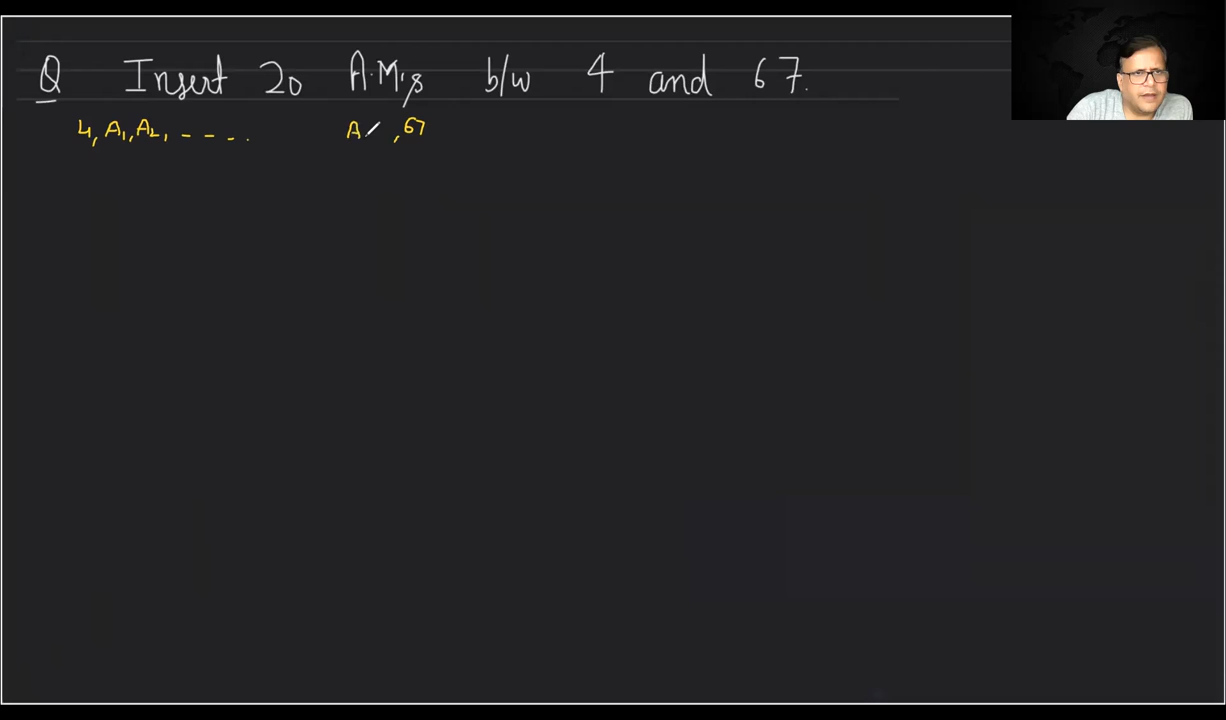 Q Insert 20 A.M.'s b/w 4 and 67.
4, A1, A2, - - - . A , 67